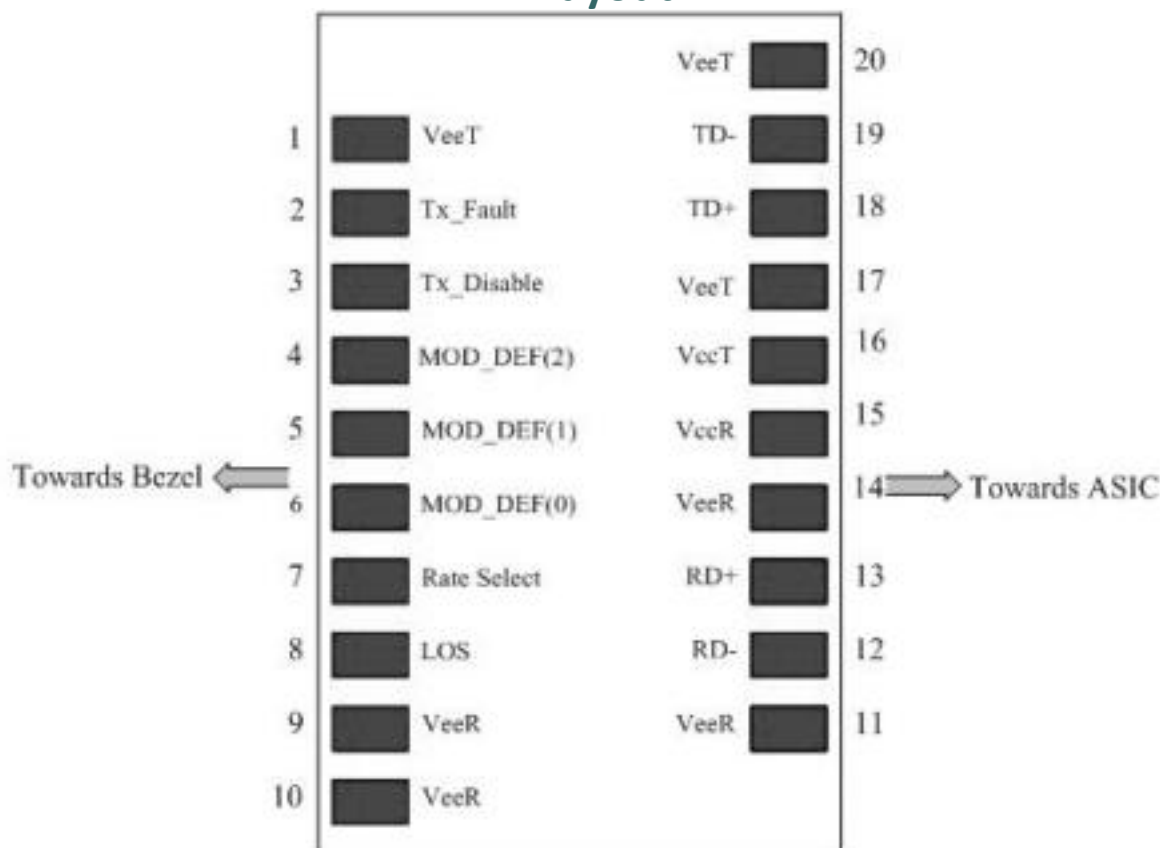 VeeT 20
1 VeeT TD- 19
2 Tx_Fault TD+ 18
3 Tx_Disable VeeT 17
4 MOD_DEF(2) VccT 16
5 MOD_DEF(1) VccR 15
Towards Bezel
6 MOD_DEF(0) VeeR 14 Towards ASIC
7 Rate Select RD+ 13
8 LOS RD- 12
9 VeeR VeeR 11
10 VeeR